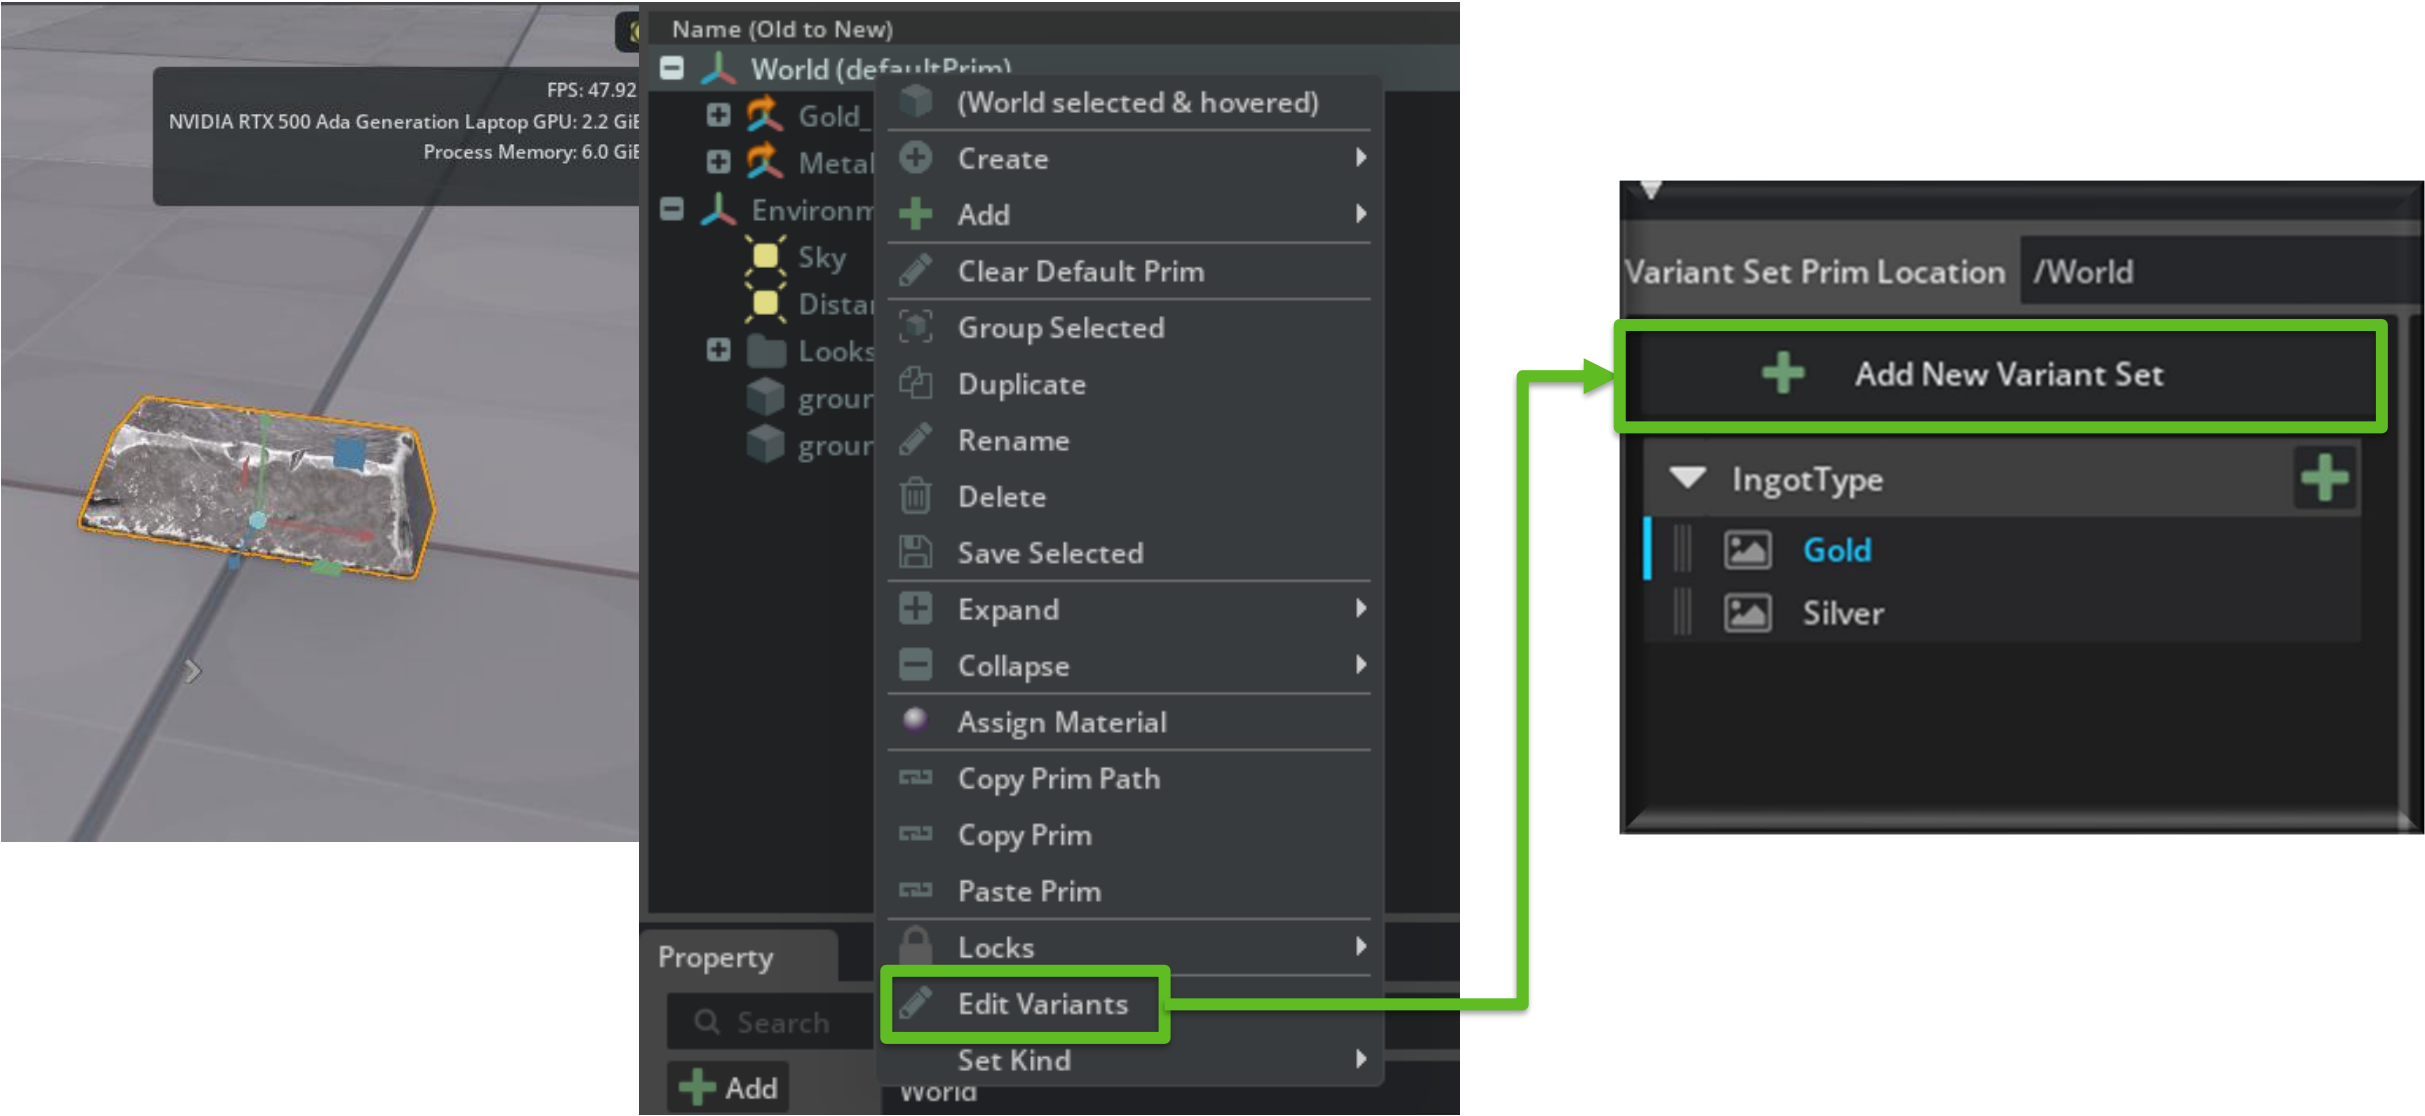 FPS: 47.92
NVIDIA RTX 500 Ada Generation Laptop GPU: 2.2 GiB
Process Memory: 6.0 GiB
Name (Old to New)
World (defaultPrim)
Gold_
Metal
Environm
Sky
Distan
Looks
groun
groun
(World selected & hovered)
Create
Add
Clear Default Prim
Group Selected
Duplicate
Rename
Delete
Save Selected
Expand
Collapse
Assign Material
Copy Prim Path
Copy Prim
Paste Prim
Locks
Edit Variants
Set Kind
Property
Search
Add
World
Variant Set Prim Location /World
Add New Variant Set
IngotType
Gold
Silver